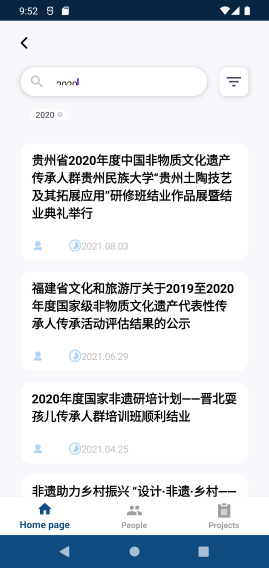 9:52
2020
2020
贵州省2020年度中国非物质文化遗产
传承人群贵州民族大学“贵州土陶技艺
及其拓展应用”研修班结业作品展暨结
业典礼举行
2021.08.03
福建省文化和旅游厅关于2019至2020
年度国家级非物质文化遗产代表性传
承人传承活动评估结果的公示
2021.06.29
2020年度国家非遗研培计划——晋北耍
孩儿传承人群培训班顺利结业
2021.04.25
非遗助力乡村振兴 “设计·非遗·乡村——
Home page
People
Projects